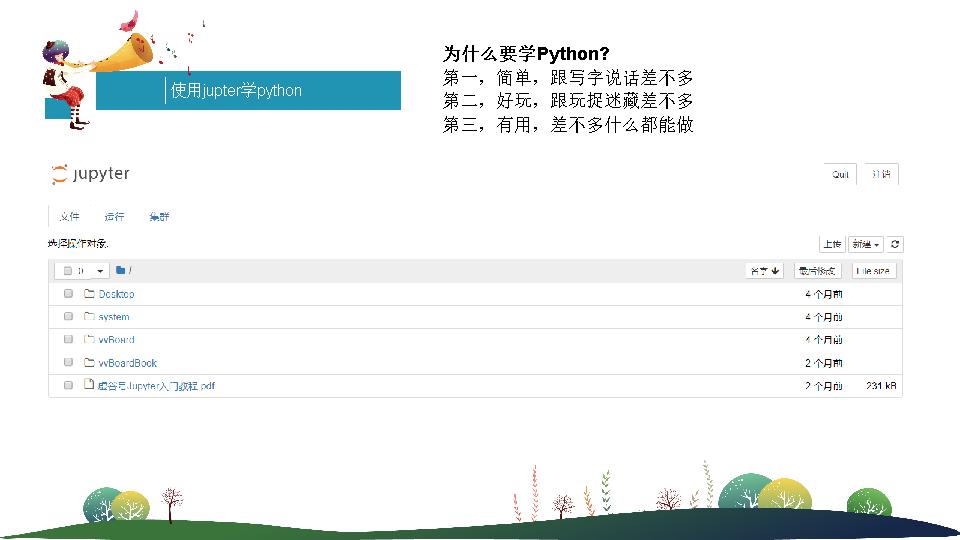 使用jupter学python
为什么要学Python?
第一，简单，跟写字说话差不多
第二，好玩，跟玩捉迷藏差不多
第三，有用，差不多什么都能做
jupyter
Quit 注销
文件 运行 集群
选择操作对象.
上传 新建
0 / 名字 最后修改 File size
Desktop 4 个月前
system 4 个月前
vvBoard 4 个月前
vvBoardBook 2 个月前
虚谷号Jupyter入门教程.pdf 2 个月前 231 kB